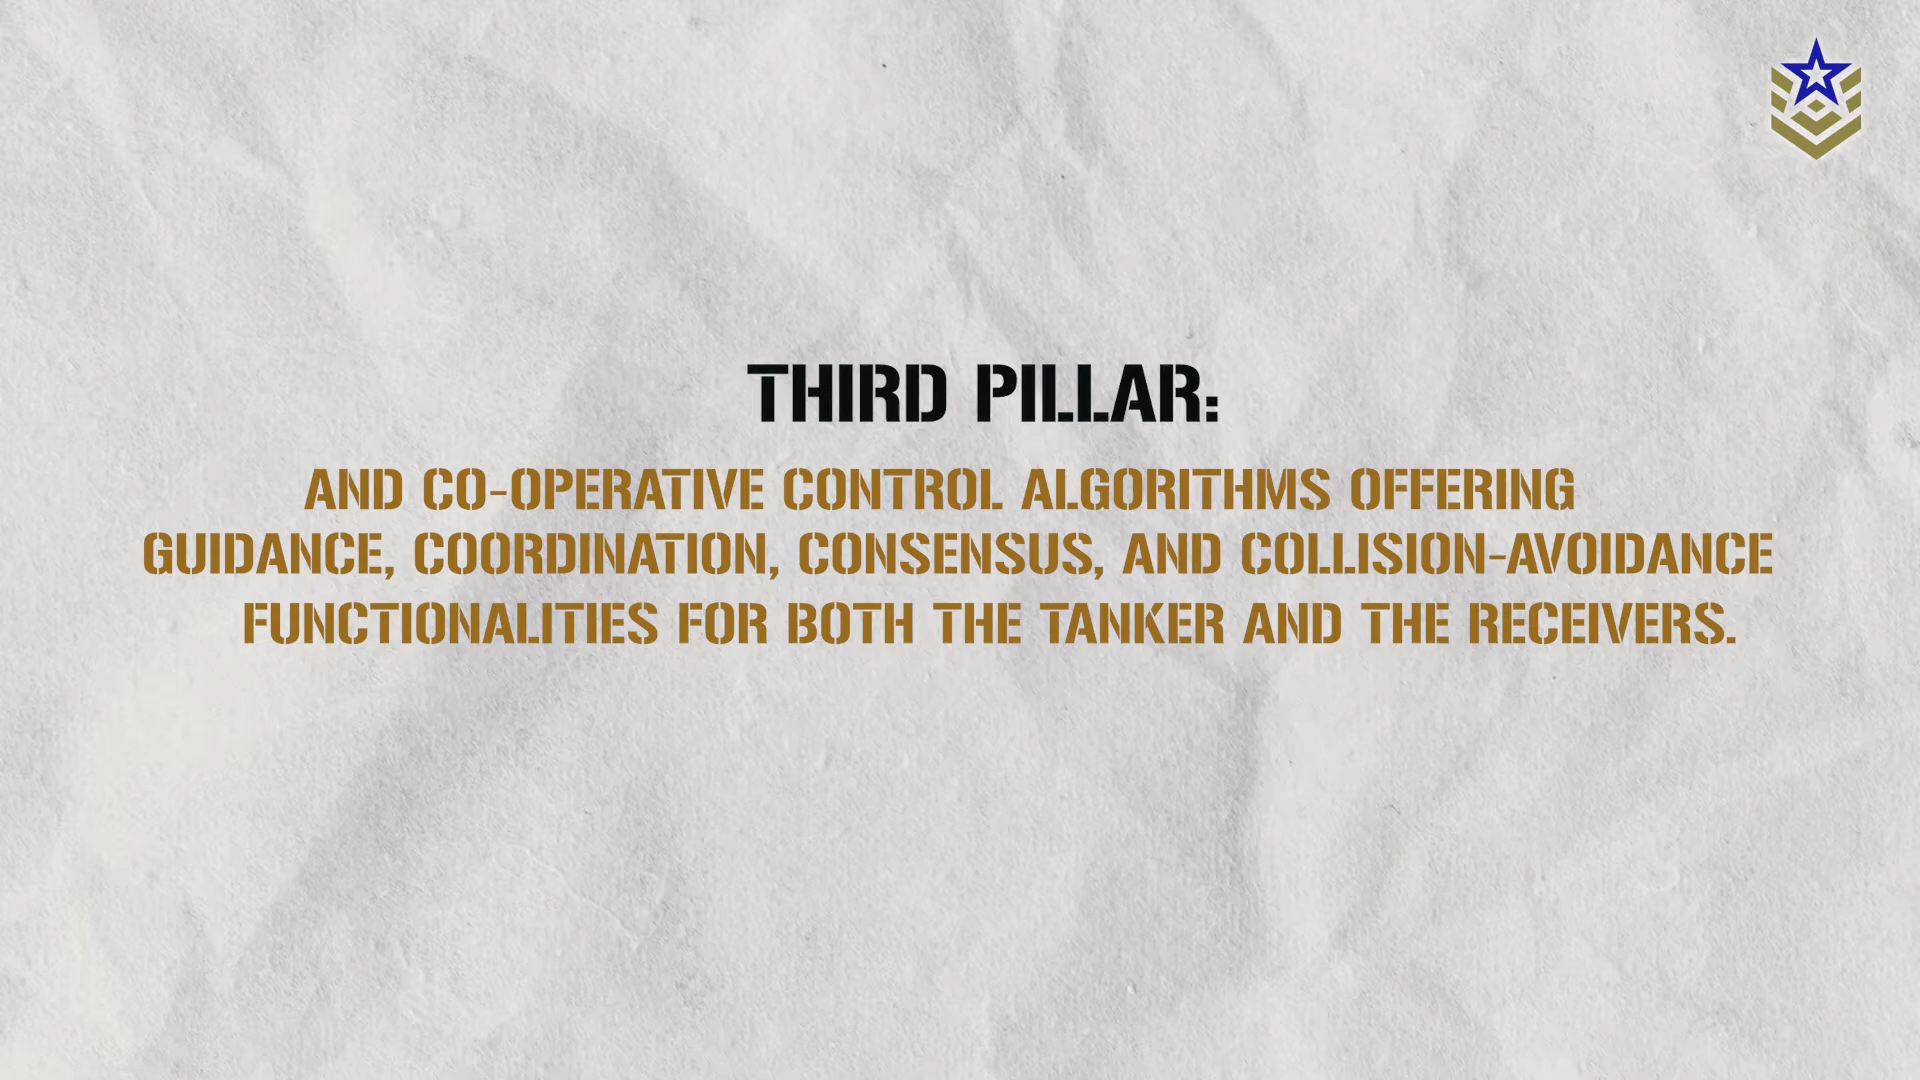 THIRD PILLAR:
AND CO-OPERATIVE CONTROL ALGORITHMS OFFERING
GUIDANCE, COORDINATION, CONSENSUS, AND COLLISION-AVOIDANCE
FUNCTIONALITIES FOR BOTH THE TANKER AND THE RECEIVERS.